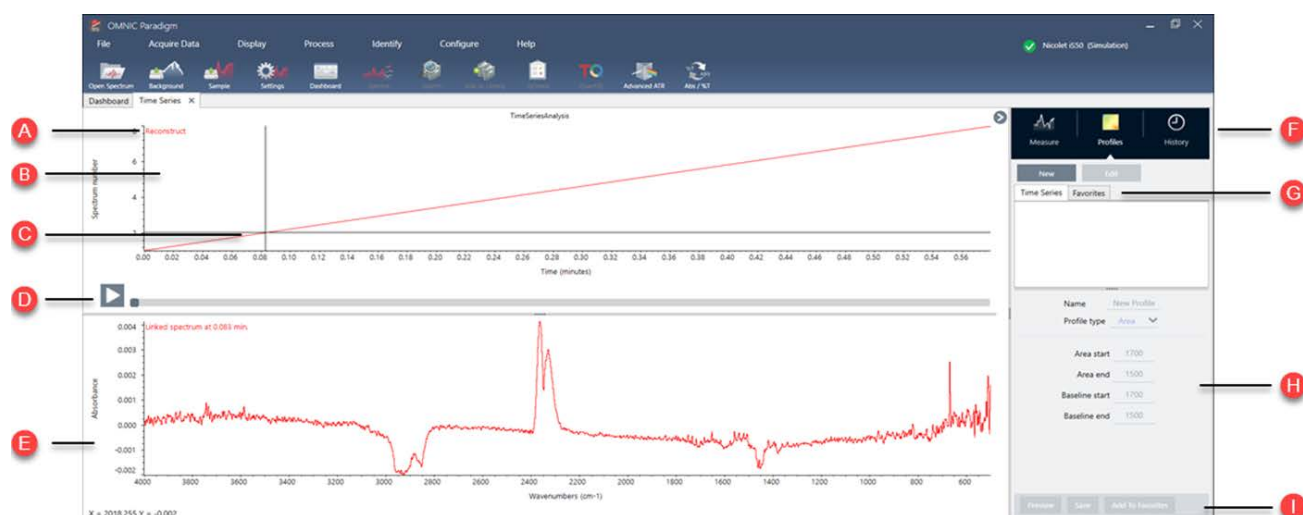 OMNIC Paradigm
File Acquire Data Display Process Identify Configure Help
Nicolet iS50 (Simulation)
Open Spectrum Background Sample Settings Dashboard Advanced ATR Abs / %T
Dashboard Time Series X
TimeSeriesAnalysis
A
B
C
D
E
F
G
H
I
Reconstruct
Spectrum number
8
6
4
2
0.00 0.02 0.04 0.06 0.08 0.10 0.12 0.14 0.16 0.18 0.20 0.22 0.24 0.26 0.28 0.30 0.32 0.34 0.36 0.38 0.40 0.42 0.44 0.46 0.48 0.50 0.52 0.54 0.56
Time (minutes)
Linked spectrum at 0.083 min.
Absorbance
0.004
0.003
0.002
0.001
0.000
-0.001
-0.002
4000 3800 3600 3400 3200 3000 2800 2600 2400 2200 2000 1800 1600 1400 1200 1000 800 600
Wavenumbers (cm-1)
X = 2018.255 Y = -0.002
Measure Profiles History
New Edit
Time Series Favorites
Name New Profile
Profile type Area
Area start 1700
Area end 1500
Baseline start 1700
Baseline end 1500
Preview Save Add To Favorites